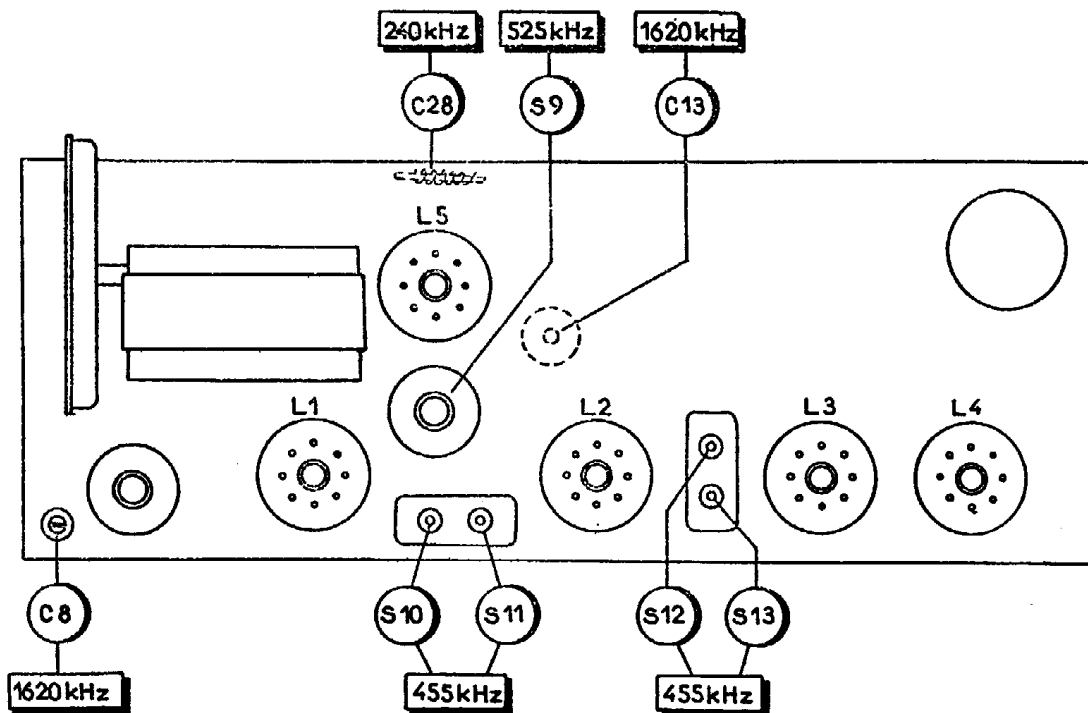 240kHz 525kHz 1620kHz
C28 S9 C13
L5
L1 L2 L3 L4
C8 S10 S11 S12 S13
1620kHz 455kHz 455kHz